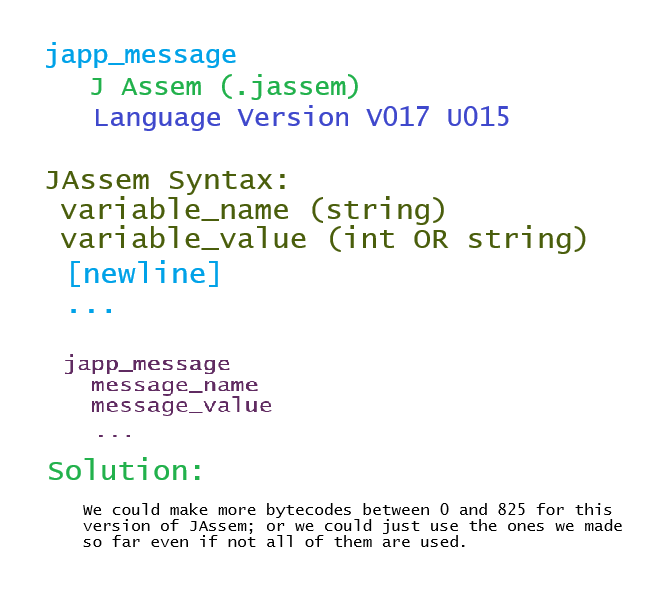 japp_message
J Assem (.jassem)
Language Version V017 U015
JAssem Syntax:
variable_name (string)
variable_value (int OR string)
[newline]
...
japp_message
message_name
message_value
...
Solution:
We could make more bytecodes between 0 and 825 for this
version of JAssem; or we could just use the ones we made
so far even if not all of them are used.